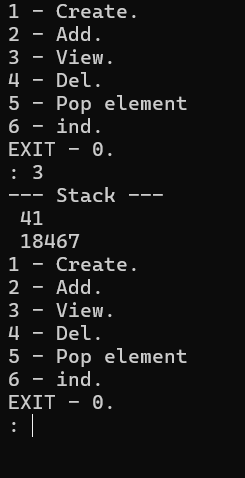 1 - Create.
2 - Add.
3 - View.
4 - Del.
5 - Pop element
6 - ind.
EXIT - 0.
: 3
--- Stack ---
 41
 18467
1 - Create.
2 - Add.
3 - View.
4 - Del.
5 - Pop element
6 - ind.
EXIT - 0.
: